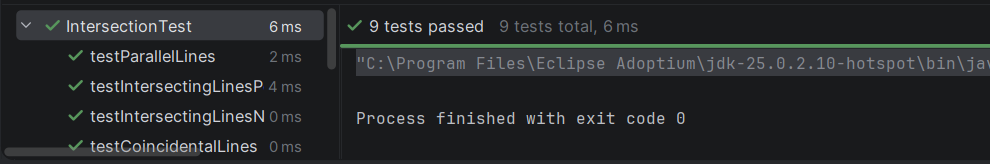 IntersectionTest 6 ms
testParallelLines 2 ms
testIntersectingLinesP 4 ms
testIntersectingLinesN 0 ms
testCoincidentalLines 0 ms
9 tests passed 9 tests total, 6 ms
"C:\Program Files\Eclipse Adoptium\jdk-25.0.2.10-hotspot\bin\jav
Process finished with exit code 0